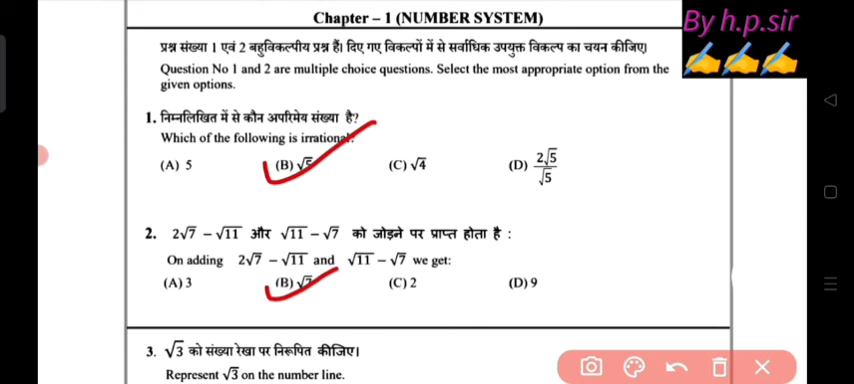 Chapter – 1 (NUMBER SYSTEM)
By h.p.sir
प्रश्न संख्या 1 एवं 2 बहुविकल्पीय प्रश्न हैं। दिए गए विकल्पों में से सर्वाधिक उपयुक्त विकल्प का चयन कीजिए।
Question No 1 and 2 are multiple choice questions. Select the most appropriate option from the
given options.
1. निम्नलिखित में से कौन अपरिमेय संख्या है?
Which of the following is irrational?
(A) 5 (B) √5 (C) √4 (D) 2√5/√5
2. 2√7 – √11 और √11 – √7 को जोड़ने पर प्राप्त होता है :
On adding 2√7 – √11 and √11 – √7 we get:
(A) 3 (B) √7 (C) 2 (D) 9
3. √3 को संख्या रेखा पर निरूपित कीजिए।
Represent √3 on the number line.